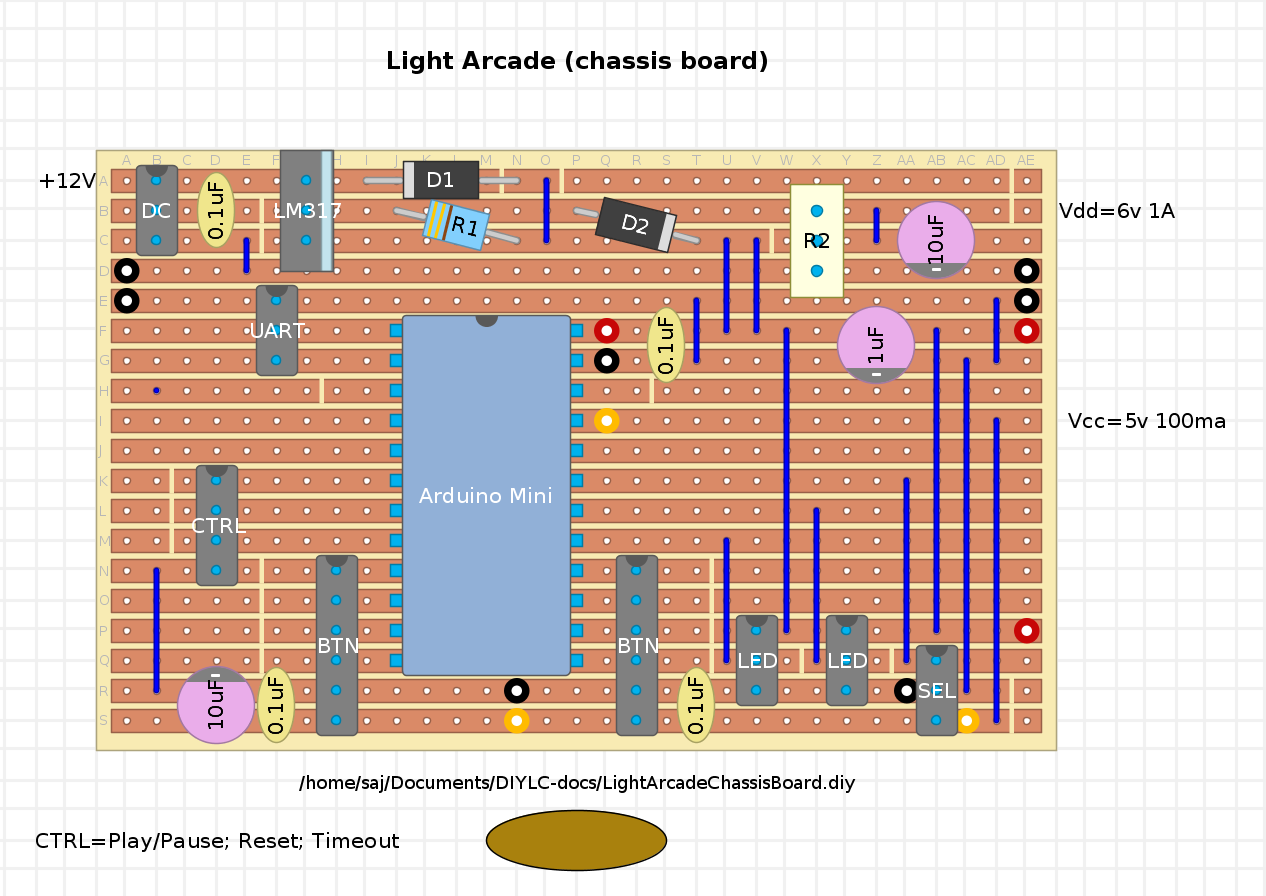 Light Arcade (chassis board)
A B C D E F H I J K L M N O P Q R S T U V W X Y Z AA AB AC AD AE
+12V
A
DC
0.1uF
LM317
D1
R1
D2
R2
10uF
Vdd=6v 1A
B
C
D
E
F
UART
0.1uF
1uF
G
H
I
Vcc=5v 100ma
J
K
L
M
CTRL
Arduino Mini
N
O
P
Q
BTN
BTN
LED
LED
SEL
R
S
10uF
0.1uF
0.1uF
/home/saj/Documents/DIYLC-docs/LightArcadeChassisBoard.diy
CTRL=Play/Pause; Reset; Timeout